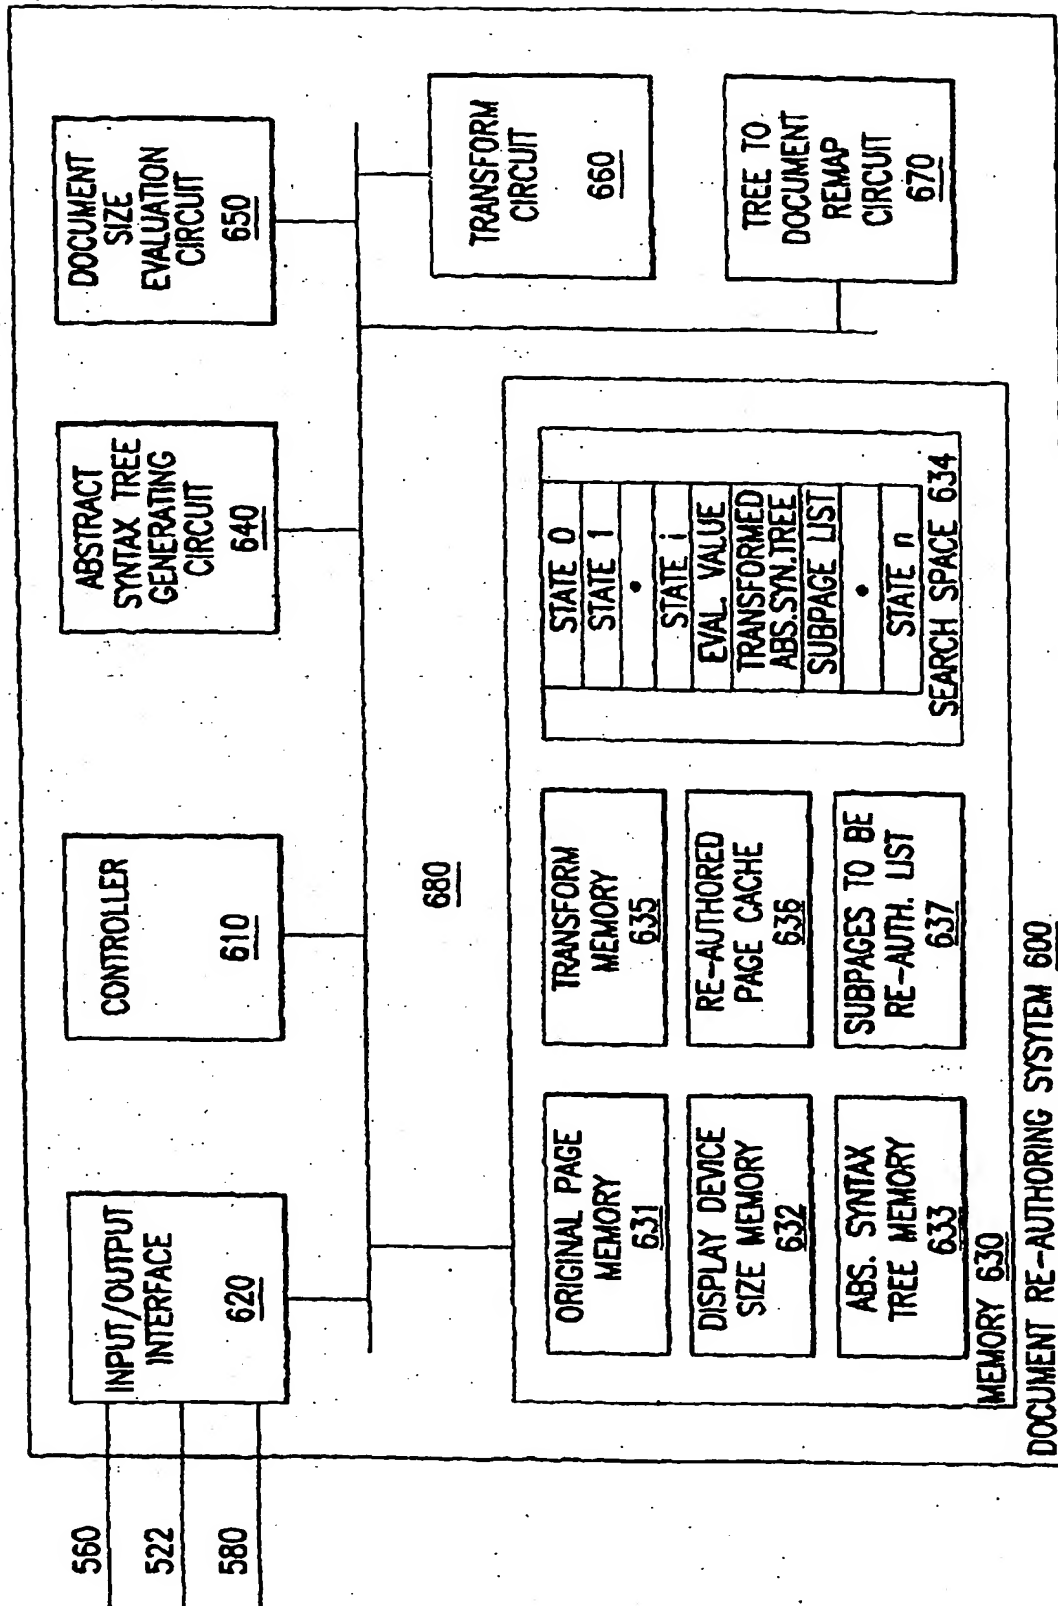 560
522
580
INPUT/OUTPUT
INTERFACE
620
CONTROLLER
610
ABSTRACT
SYNTAX TREE
GENERATING
CIRCUIT
640
DOCUMENT
SIZE
EVALUATION
CIRCUIT
650
680
TRANSFORM
CIRCUIT
660
TREE TO
DOCUMENT
REMAP
CIRCUIT
670
ORIGINAL PAGE
MEMORY
631
TRANSFORM
MEMORY
635
DISPLAY DEVICE
SIZE MEMORY
632
RE-AUTHORED
PAGE CACHE
636
ABS. SYNTAX
TREE MEMORY
633
SUBPAGES TO BE
RE-AUTH. LIST
637
STATE 0
STATE 1
•
STATE i
EVAL. VALUE
TRANSFORMED
ABS.SYN.TREE
SUBPAGE LIST
•
STATE n
SEARCH SPACE 634
MEMORY 630
DOCUMENT RE-AUTHORING SYSYTEM 600